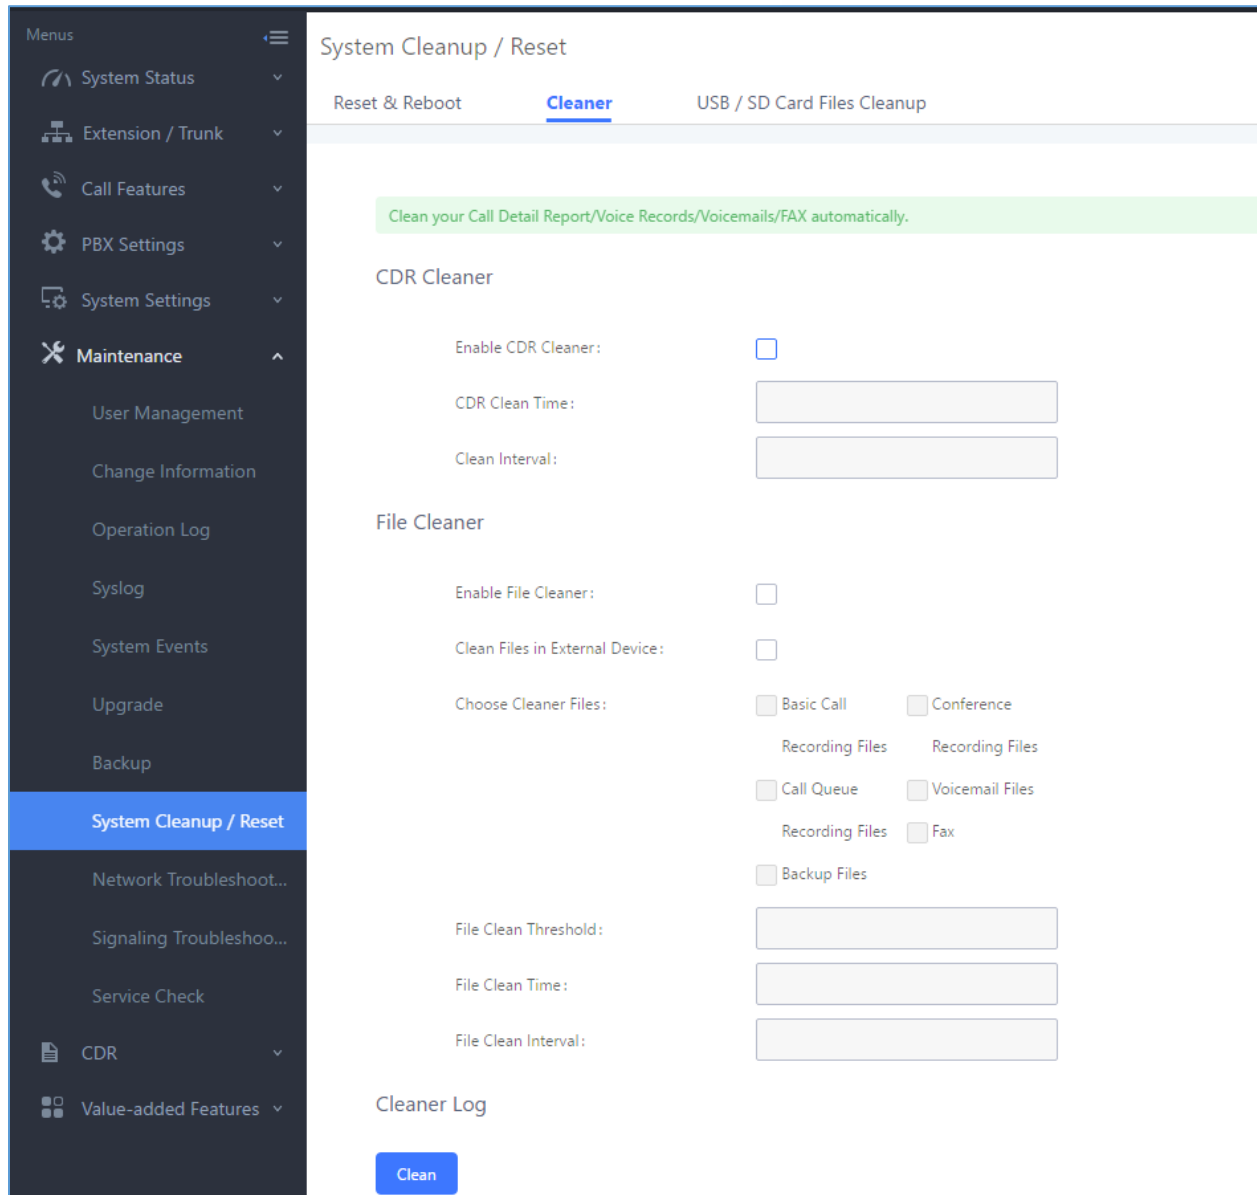 Menus
System Status
Extension / Trunk
Call Features
PBX Settings
System Settings
Maintenance
User Management
Change Information
Operation Log
Syslog
System Events
Upgrade
Backup
System Cleanup / Reset
Network Troubleshoot...
Signaling Troubleshoo...
Service Check
CDR
Value-added Features
System Cleanup / Reset
Reset & Reboot Cleaner USB / SD Card Files Cleanup
Clean your Call Detail Report/Voice Records/Voicemails/FAX automatically.
CDR Cleaner
Enable CDR Cleaner:
CDR Clean Time:
Clean Interval:
File Cleaner
Enable File Cleaner:
Clean Files in External Device:
Choose Cleaner Files: Basic Call Conference
Recording Files Recording Files
Call Queue Voicemail Files
Recording Files Fax
Backup Files
File Clean Threshold:
File Clean Time:
File Clean Interval:
Cleaner Log
Clean